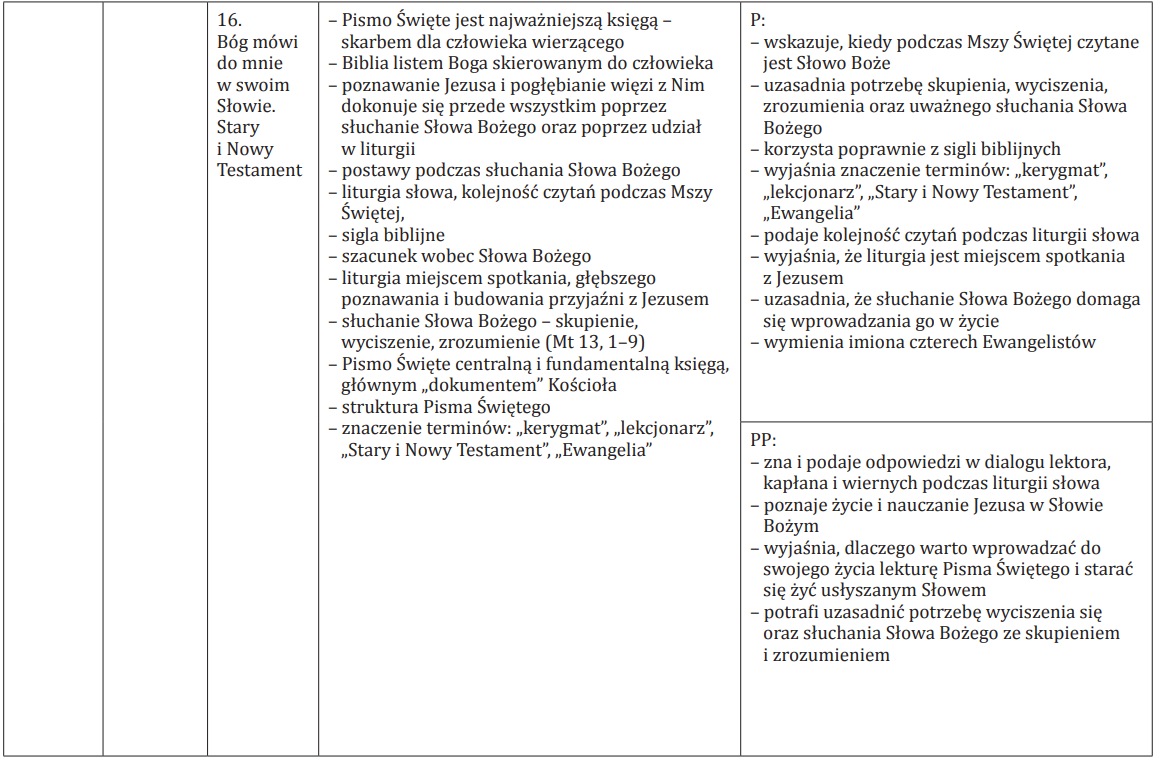 16.
Bóg mówi
do mnie
w swoim
Słowie.
Stary
i Nowy
Testament
– Pismo Święte jest najważniejszą księgą –
skarbem dla człowieka wierzącego
– Biblia listem Boga skierowanym do człowieka
– poznawanie Jezusa i pogłębianie więzi z Nim
dokonuje się przede wszystkim poprzez
słuchanie Słowa Bożego oraz poprzez udział
w liturgii
– postawy podczas słuchania Słowa Bożego
– liturgia słowa, kolejność czytań podczas Mszy
Świętej,
– sigla biblijne
– szacunek wobec Słowa Bożego
– liturgia miejscem spotkania, głębszego
poznawania i budowania przyjaźni z Jezusem
– słuchanie Słowa Bożego – skupienie,
wyciszenie, zrozumienie (Mt 13, 1–9)
– Pismo Święte centralną i fundamentalną księgą,
głównym „dokumentem” Kościoła
– struktura Pisma Świętego
– znaczenie terminów: „kerygmat”, „lekcjonarz”,
„Stary i Nowy Testament”, „Ewangelia”
P:
– wskazuje, kiedy podczas Mszy Świętej czytane
jest Słowo Boże
– uzasadnia potrzebę skupienia, wyciszenia,
zrozumienia oraz uważnego słuchania Słowa
Bożego
– korzysta poprawnie z sigli biblijnych
– wyjaśnia znaczenie terminów: „kerygmat”,
„lekcjonarz”, „Stary i Nowy Testament”,
„Ewangelia”
– podaje kolejność czytań podczas liturgii słowa
– wyjaśnia, że liturgia jest miejscem spotkania
z Jezusem
– uzasadnia, że słuchanie Słowa Bożego domaga
się wprowadzania go w życie
– wymienia imiona czterech Ewangelistów
PP:
– zna i podaje odpowiedzi w dialogu lektora,
kapłana i wiernych podczas liturgii słowa
– poznaje życie i nauczanie Jezusa w Słowie
Bożym
– wyjaśnia, dlaczego warto wprowadzać do
swojego życia lekturę Pisma Świętego i starać
się żyć usłyszanym Słowem
– potrafi uzasadnić potrzebę wyciszenia się
oraz słuchania Słowa Bożego ze skupieniem
i zrozumieniem